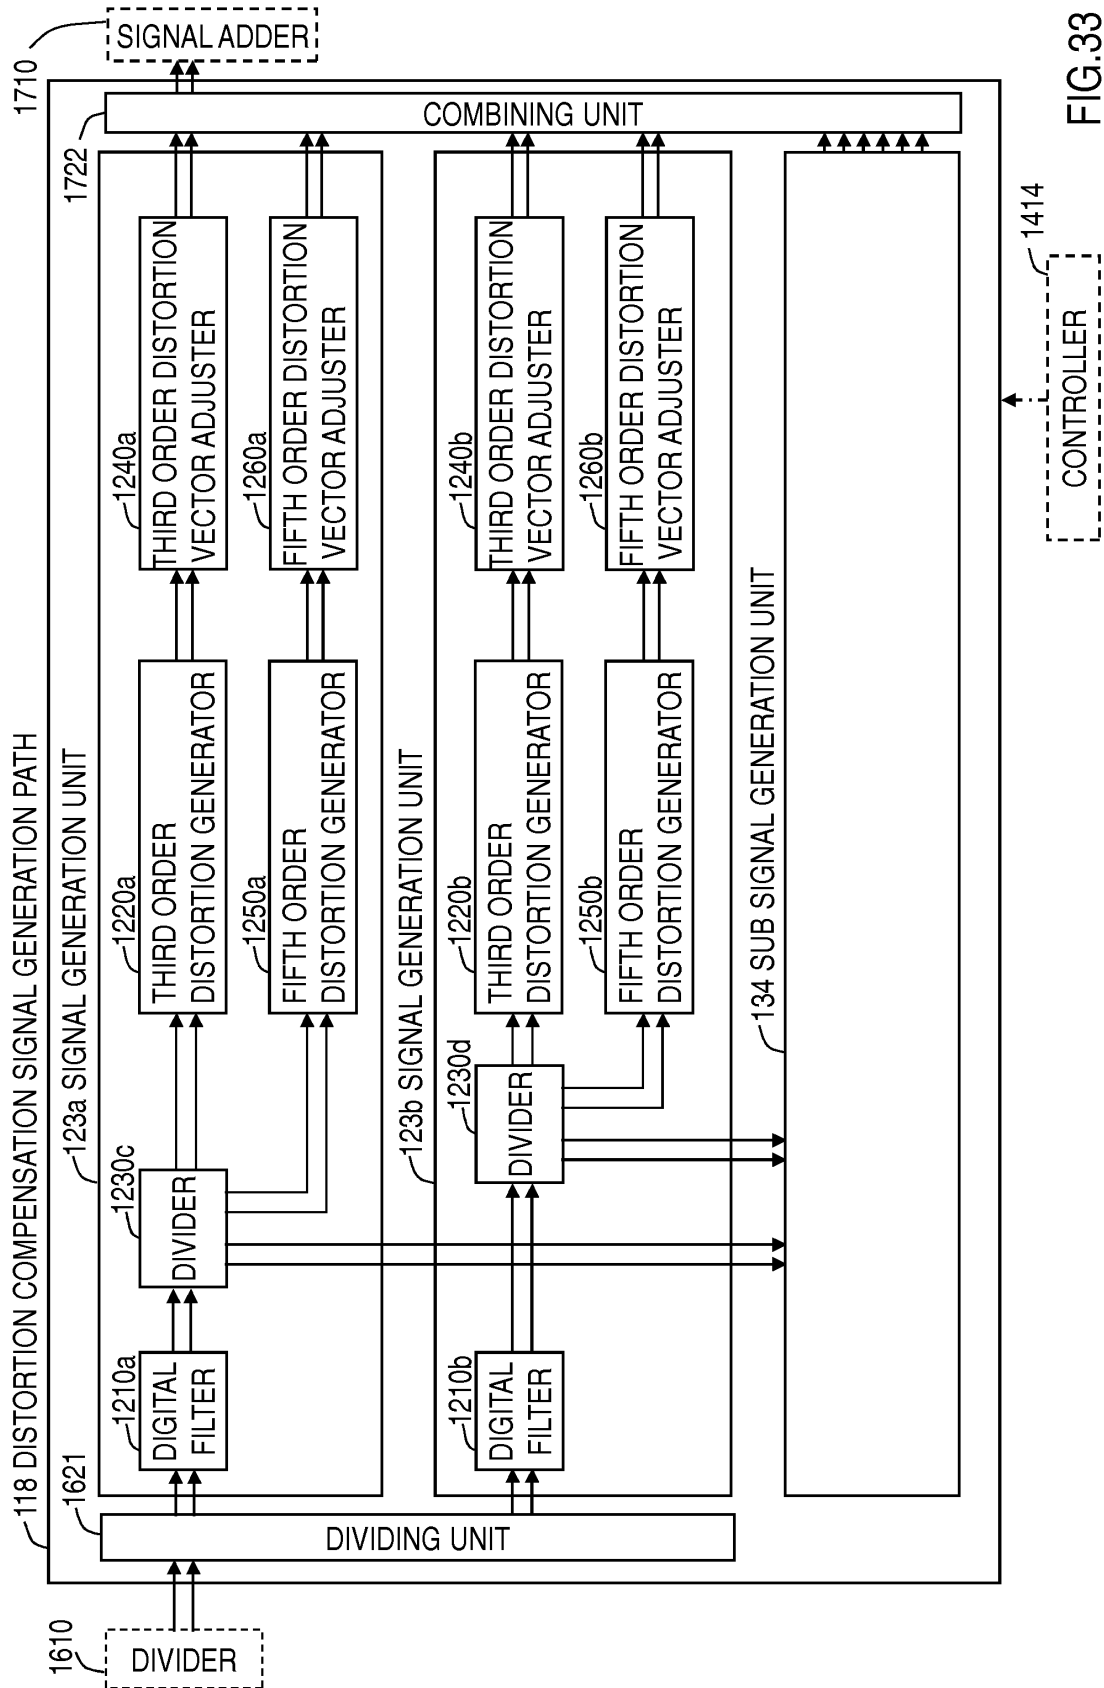 118 DISTORTION COMPENSATION SIGNAL GENERATION PATH
1610
DIVIDER
1621
DIVIDING UNIT
123a SIGNAL GENERATION UNIT
1210a
DIGITAL
FILTER
1230c
DIVIDER
1220a
THIRD ORDER
DISTORTION GENERATOR
1240a
THIRD ORDER DISTORTION
VECTOR ADJUSTER
1250a
FIFTH ORDER
DISTORTION GENERATOR
1260a
FIFTH ORDER DISTORTION
VECTOR ADJUSTER
123b SIGNAL GENERATION UNIT
1210b
DIGITAL
FILTER
1230d
DIVIDER
1220b
THIRD ORDER
DISTORTION GENERATOR
1240b
THIRD ORDER DISTORTION
VECTOR ADJUSTER
1250b
FIFTH ORDER
DISTORTION GENERATOR
1260b
FIFTH ORDER DISTORTION
VECTOR ADJUSTER
134 SUB SIGNAL GENERATION UNIT
1722
COMBINING UNIT
1710
SIGNAL ADDER
1414
CONTROLLER
FIG.33